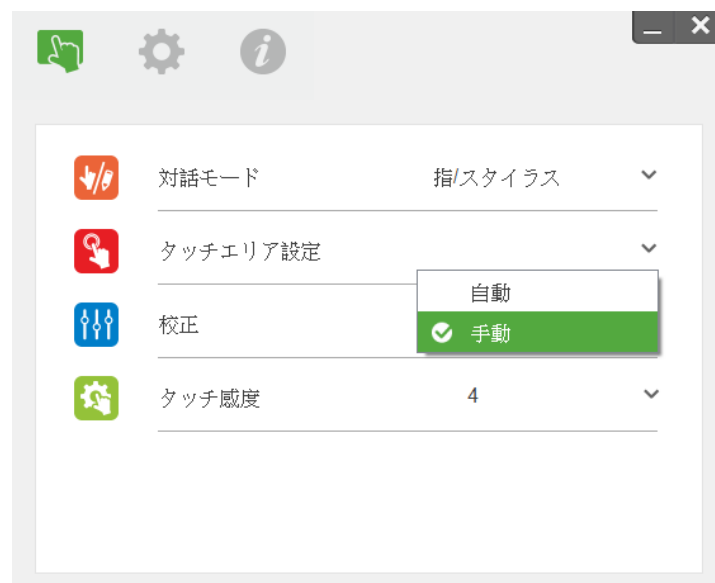 対話モード 指/スタイラス
タッチエリア設定
自動
校正
手動
タッチ感度 4